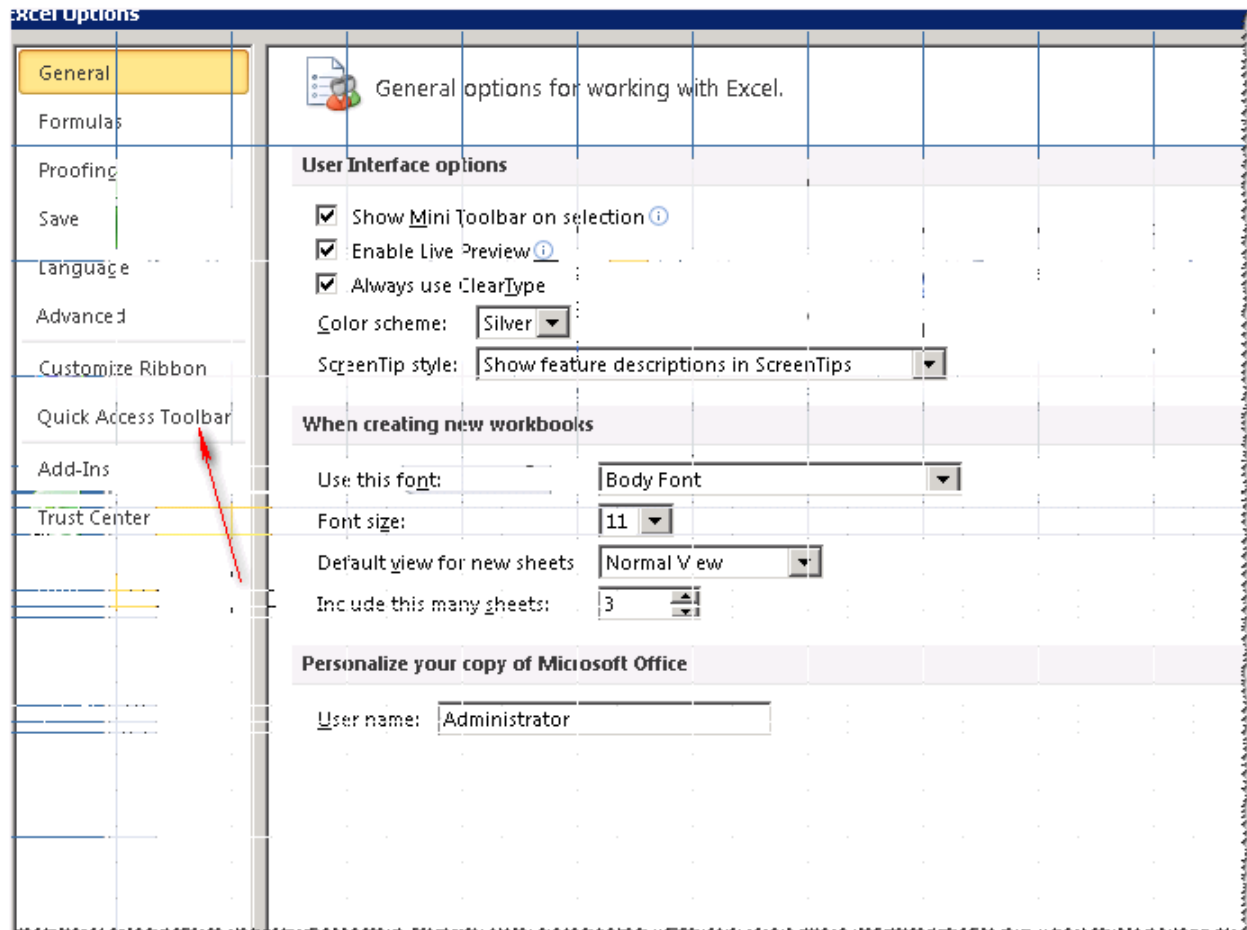 Excel Options
General
Formulas
Proofing
Save
Language
Advanced
Customize Ribbon
Quick Access Toolbar
Add-Ins
Trust Center
General options for working with Excel.
User Interface options
Show Mini Toolbar on selection
Enable Live Preview
Always use ClearType
Color scheme: Silver
ScreenTip style: Show feature descriptions in ScreenTips
When creating new workbooks
Use this font: Body Font
Font size: 11
Default view for new sheets Normal View
Include this many sheets: 3
Personalize your copy of Microsoft Office
User name: Administrator